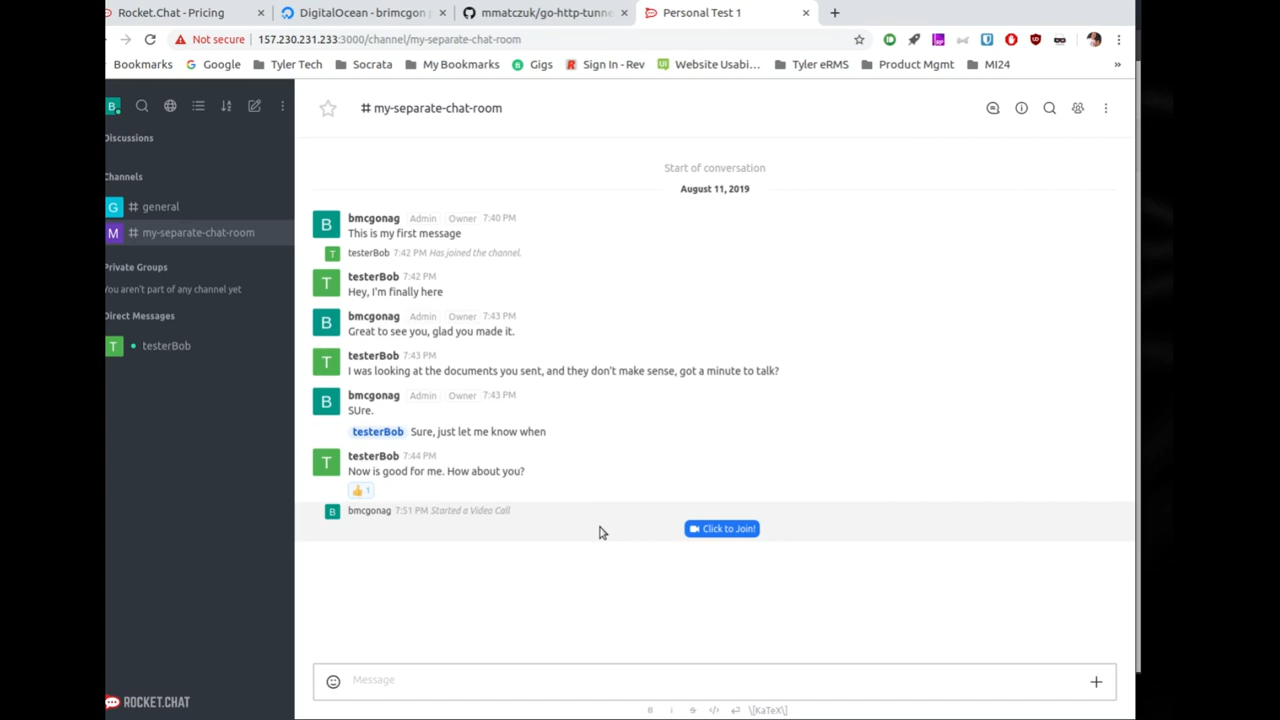 Rocket.Chat - Pricing
DigitalOcean - brimcgon
mmatczuk/go-http-tunne
Personal Test 1
Not secure
157.230.231.233:3000/channel/my-separate-chat-room
Bookmarks
Google
Tyler Tech
Socrata
My Bookmarks
Gigs
Sign In - Rev
Website Usabi...
Tyler eRMS
Product Mgmt
MI24
»
B
# my-separate-chat-room
Discussions
Channels
G # general
M # my-separate-chat-room
Private Groups
You aren't part of any channel yet
Direct Messages
T testerBob
ROCKET.CHAT
Start of conversation
August 11, 2019
B bmcgonag Admin Owner 7:40 PM
This is my first message
T testerBob 7:42 PM Has joined the channel.
T testerBob 7:42 PM
Hey, I'm finally here
B bmcgonag Admin Owner 7:43 PM
Great to see you, glad you made it.
T testerBob 7:43 PM
I was looking at the documents you sent, and they don't make sense, got a minute to talk?
B bmcgonag Admin Owner 7:43 PM
SUre.
testerBob Sure, just let me know when
T testerBob 7:44 PM
Now is good for me. How about you?
👍 1
B bmcgonag 7:51 PM Started a Video Call
Click to Join!
Message
B i S </> \[KaTeX\]